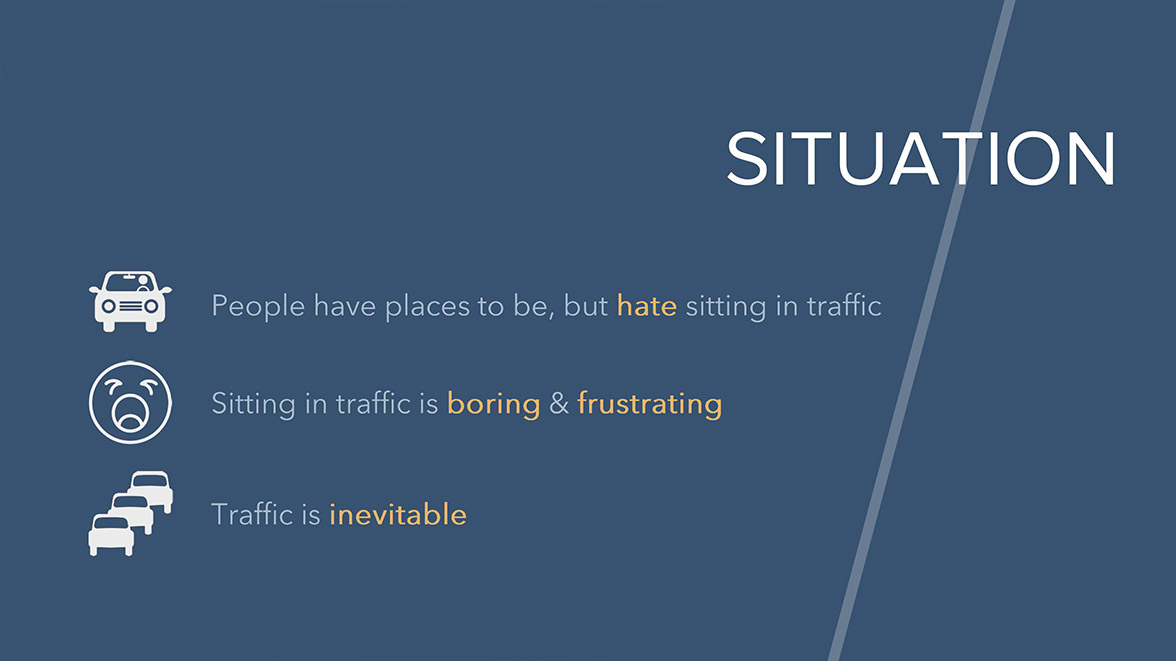 SITUATION
People have places to be, but hate sitting in traffic
Sitting in traffic is boring & frustrating
Traffic is inevitable